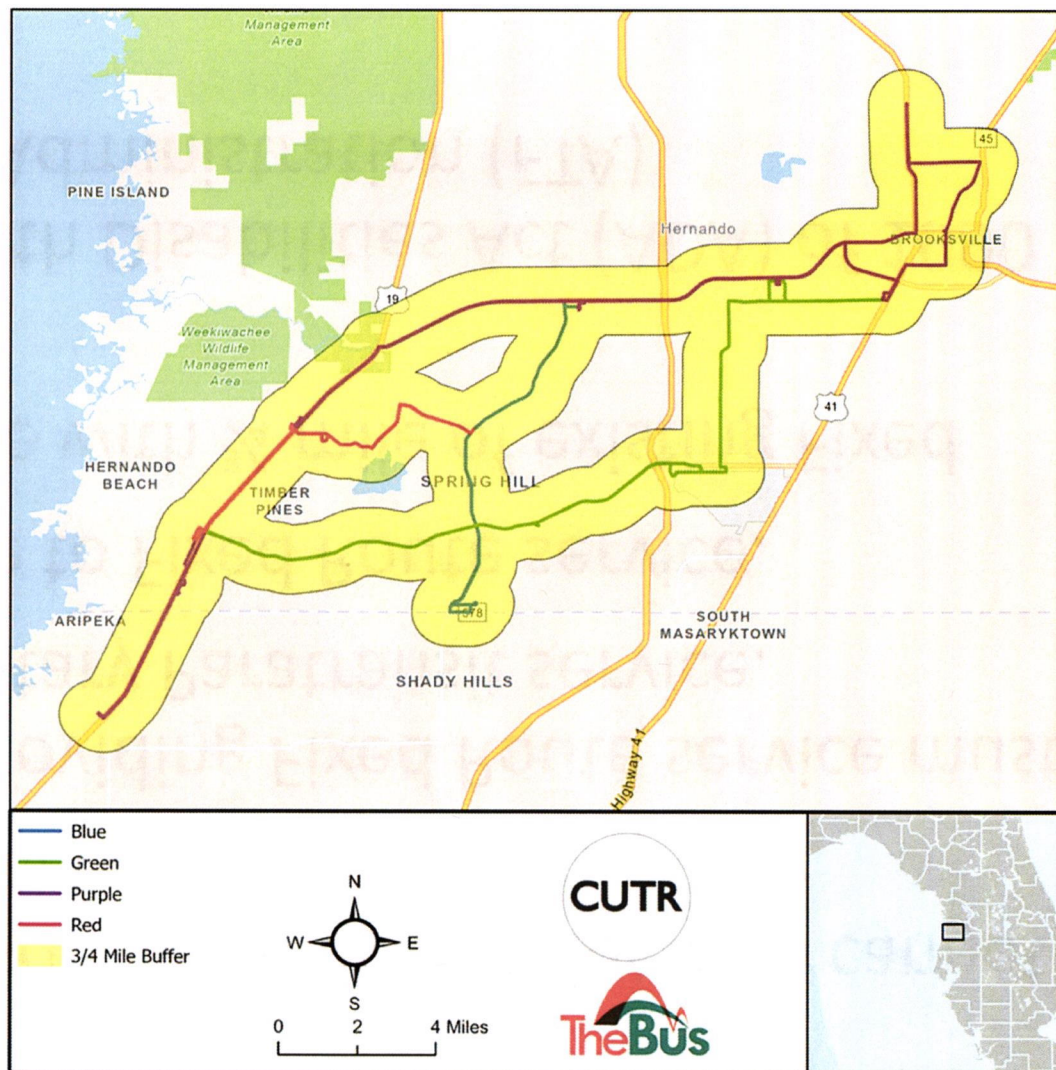 Management
Area
PINE ISLAND
45
Hernando
BROOKSVILLE
19
Weekiwachee
Wildlife
Management
Area
41
HERNANDO
BEACH
TIMBER
PINES
SPRING HILL
578
ARIPEKA
SOUTH
MASARYKTOWN
SHADY HILLS
Highway 41
Blue
Green
Purple
Red
3/4 Mile Buffer
N
W E
S
0 2 4 Miles
CUTR
TheBus